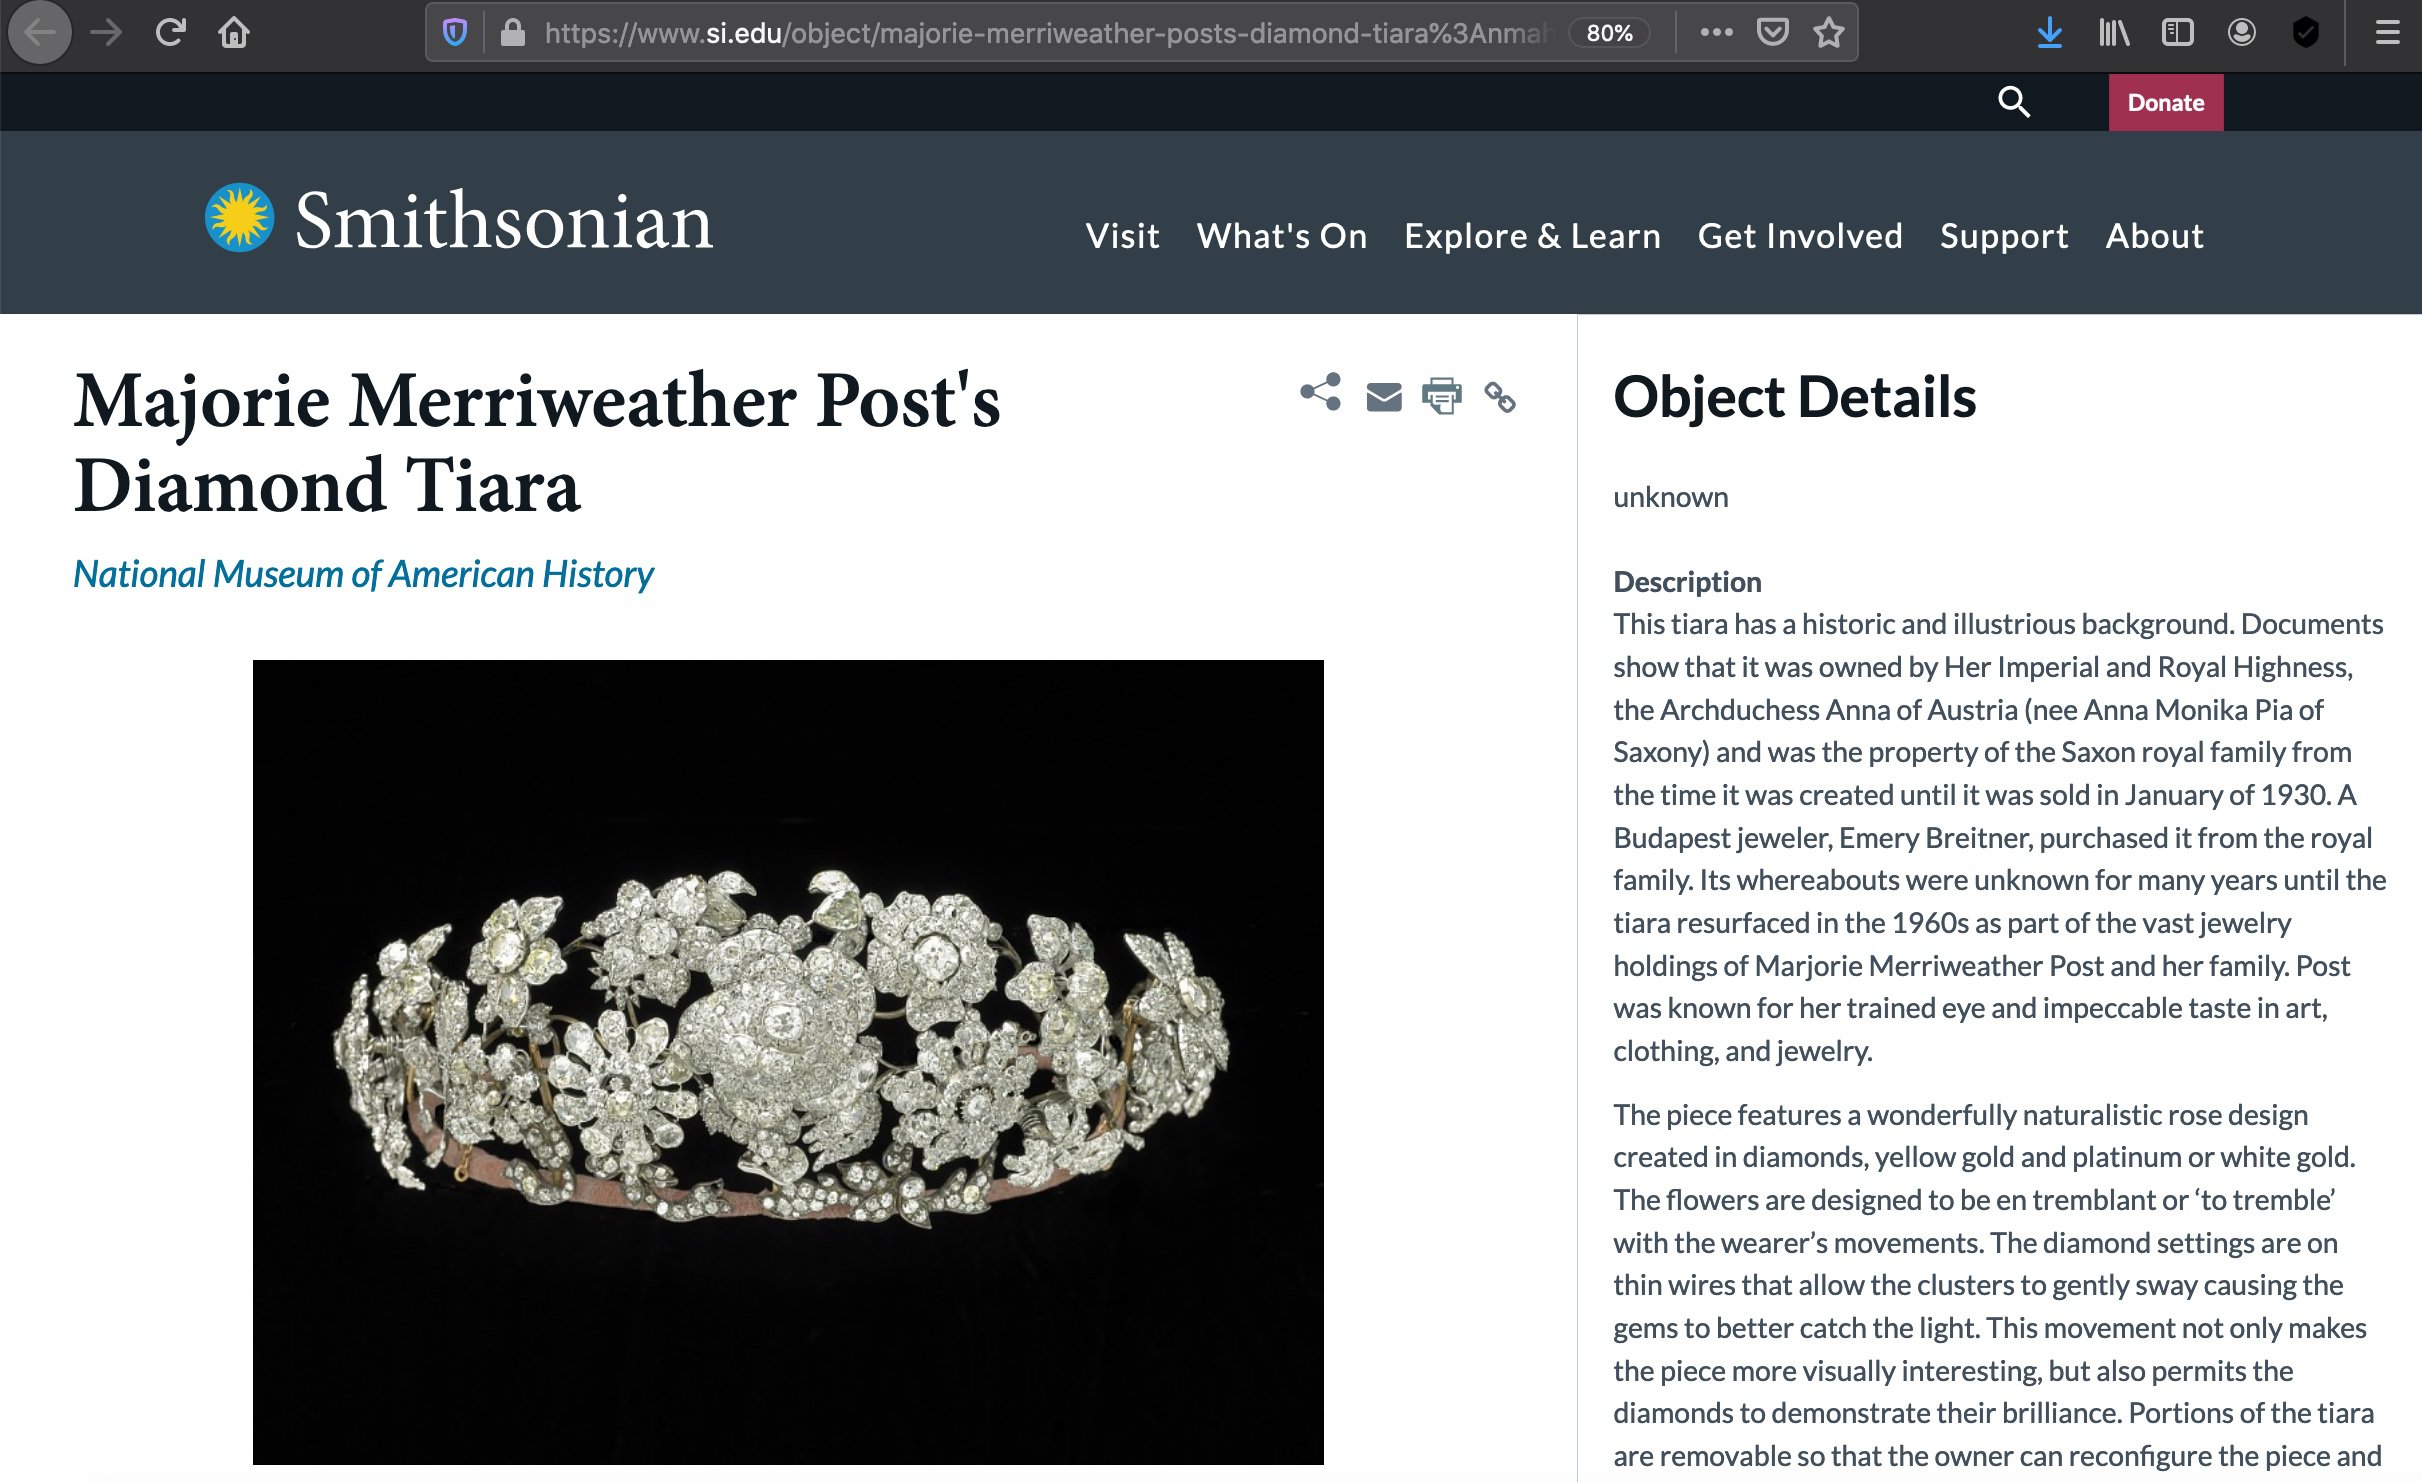 https://www.si.edu/object/majorie-merriweather-posts-diamond-tiara%3Anmah
80%
Donate
Smithsonian
Visit What's On Explore & Learn Get Involved Support About
Majorie Merriweather Post's
Diamond Tiara
National Museum of American History
Object Details
unknown
Description
This tiara has a historic and illustrious background. Documents
show that it was owned by Her Imperial and Royal Highness,
the Archduchess Anna of Austria (nee Anna Monika Pia of
Saxony) and was the property of the Saxon royal family from
the time it was created until it was sold in January of 1930. A
Budapest jeweler, Emery Breitner, purchased it from the royal
family. Its whereabouts were unknown for many years until the
tiara resurfaced in the 1960s as part of the vast jewelry
holdings of Marjorie Merriweather Post and her family. Post
was known for her trained eye and impeccable taste in art,
clothing, and jewelry.
The piece features a wonderfully naturalistic rose design
created in diamonds, yellow gold and platinum or white gold.
The flowers are designed to be en tremblant or ‘to tremble’
with the wearer’s movements. The diamond settings are on
thin wires that allow the clusters to gently sway causing the
gems to better catch the light. This movement not only makes
the piece more visually interesting, but also permits the
diamonds to demonstrate their brilliance. Portions of the tiara
are removable so that the owner can reconfigure the piece and